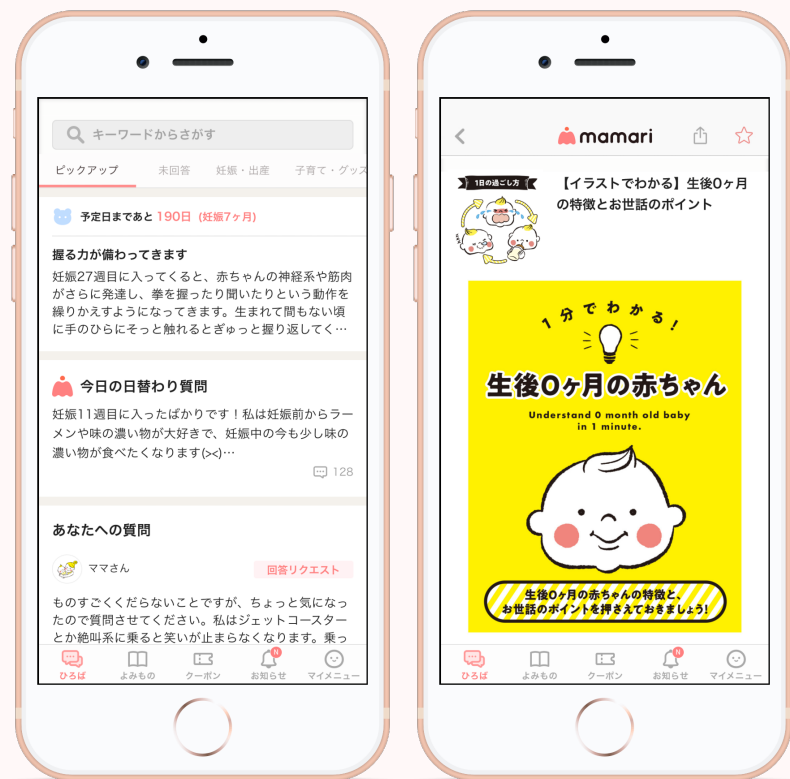 キーワードからさがす
ピックアップ
未回答
妊娠・出産
子育て・グッズ
予定日まであと 190日 (妊娠7ヶ月)
握る力が備わってきます
妊娠27週目に入ってくると、赤ちゃんの神経系や筋肉
がさらに発達し、拳を握ったり聞いたりという動作を
繰りかえすようになってきます。生まれて間もない頃
に手のひらにそっと触れるとぎゅっと握り返してく…
今日の日替わり質問
妊娠11週目に入ったばかりです！私は妊娠前からラー
メンや味の濃い物が大好きで、妊娠中の今も少し味の
濃い物が食べたくなります(><)…
128
あなたへの質問
ママさん
回答リクエスト
ものすごくくだらないことですが、ちょっと気になっ
たので質問させてください。私はジェットコースター
とか絶叫系に乗ると笑いが止まらなくなります。乗っ
N
ひろば
よみもの
クーポン
お知らせ
マイメニュー
mamari
1日の過ごし方
【イラストでわかる】生後0ヶ月
の特徴とお世話のポイント
1分でわかる！
生後0ヶ月の赤ちゃん
Understand 0 month old baby
in 1 minute.
生後0ヶ月の赤ちゃんの特徴と、
お世話のポイントを押さえておきましょう!
N
ひろば
よみもの
クーポン
お知らせ
マイメニュー